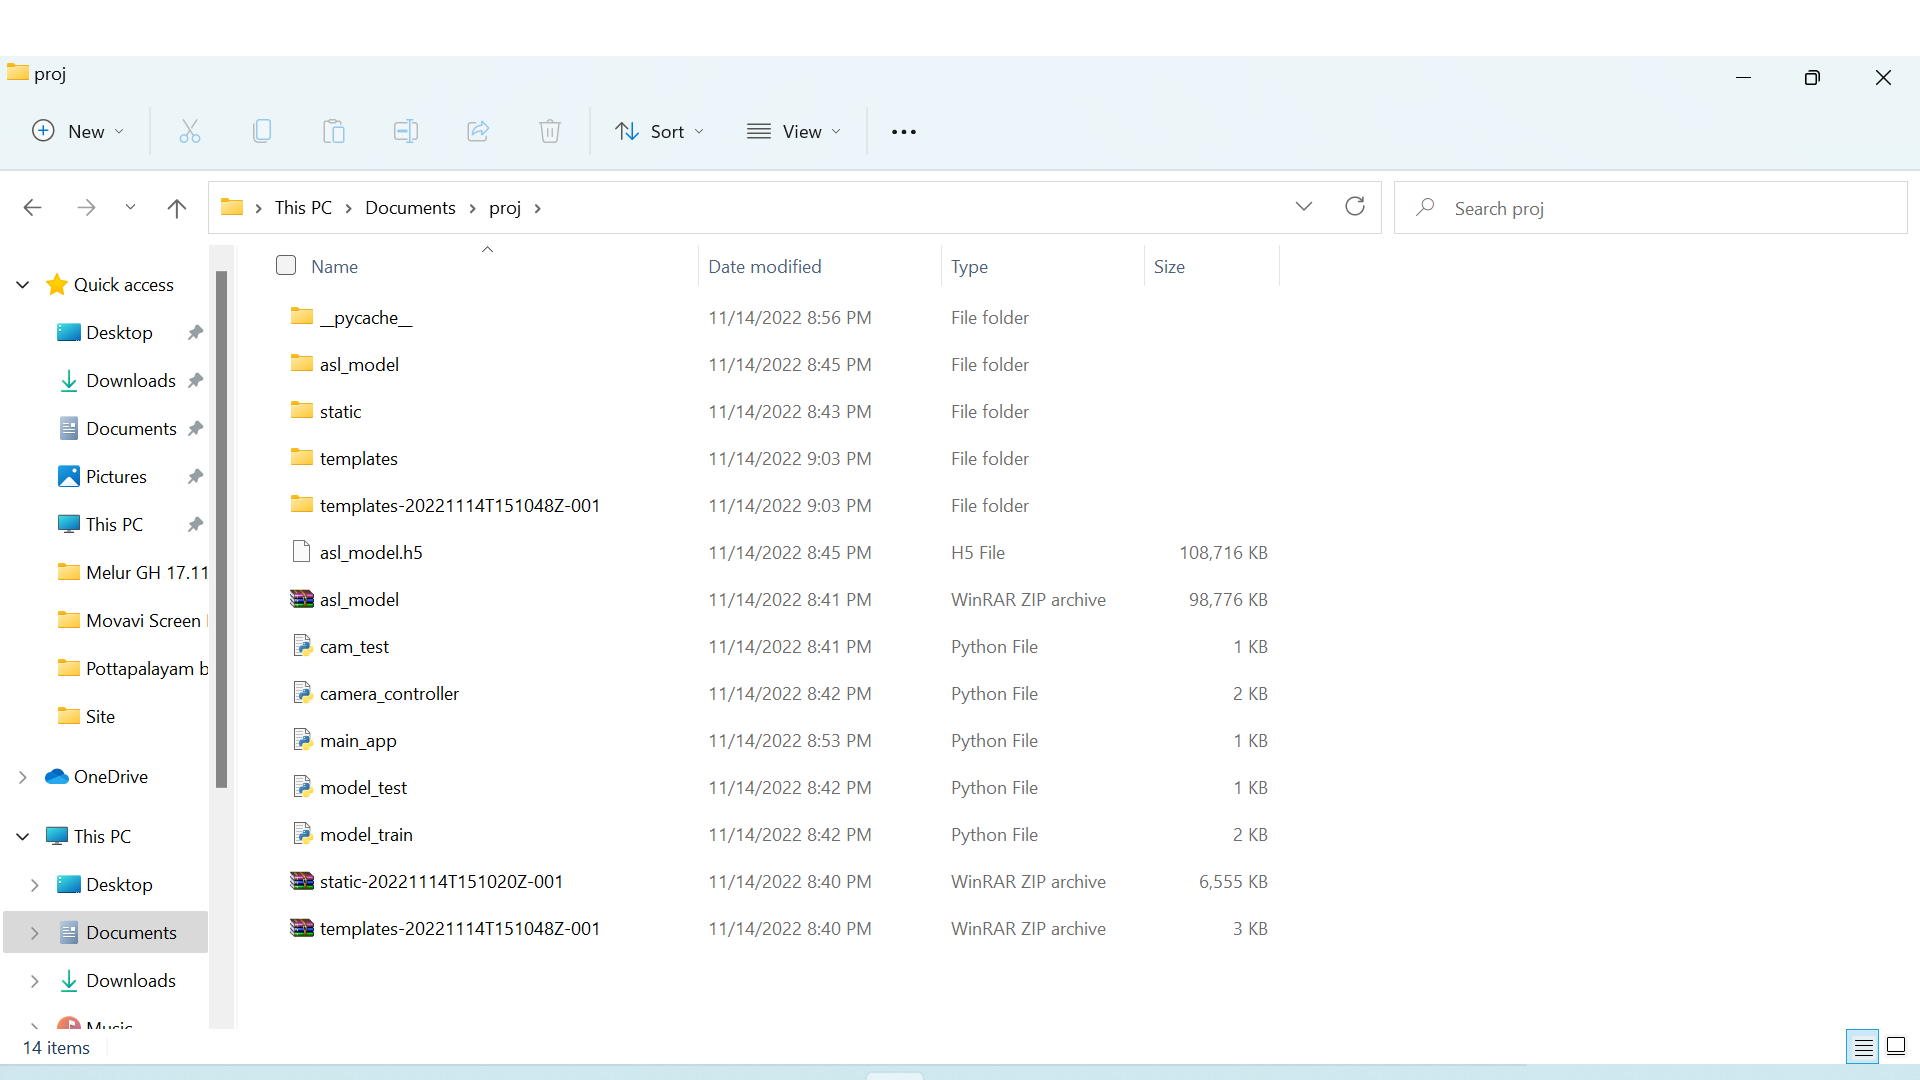 proj
New
Sort
View
This PC
Documents
proj
Search proj
Quick access
Desktop
Downloads
Documents
Pictures
This PC
Melur GH 17.11
Movavi Screen
Pottapalayam b
Site
OneDrive
This PC
Desktop
Documents
Downloads
Music
Name Date modified Type Size
__pycache__ 11/14/2022 8:56 PM File folder
asl_model 11/14/2022 8:45 PM File folder
static 11/14/2022 8:43 PM File folder
templates 11/14/2022 9:03 PM File folder
templates-20221114T151048Z-001 11/14/2022 9:03 PM File folder
asl_model.h5 11/14/2022 8:45 PM H5 File 108,716 KB
asl_model 11/14/2022 8:41 PM WinRAR ZIP archive 98,776 KB
cam_test 11/14/2022 8:41 PM Python File 1 KB
camera_controller 11/14/2022 8:42 PM Python File 2 KB
main_app 11/14/2022 8:53 PM Python File 1 KB
model_test 11/14/2022 8:42 PM Python File 1 KB
model_train 11/14/2022 8:42 PM Python File 2 KB
static-20221114T151020Z-001 11/14/2022 8:40 PM WinRAR ZIP archive 6,555 KB
templates-20221114T151048Z-001 11/14/2022 8:40 PM WinRAR ZIP archive 3 KB
14 items